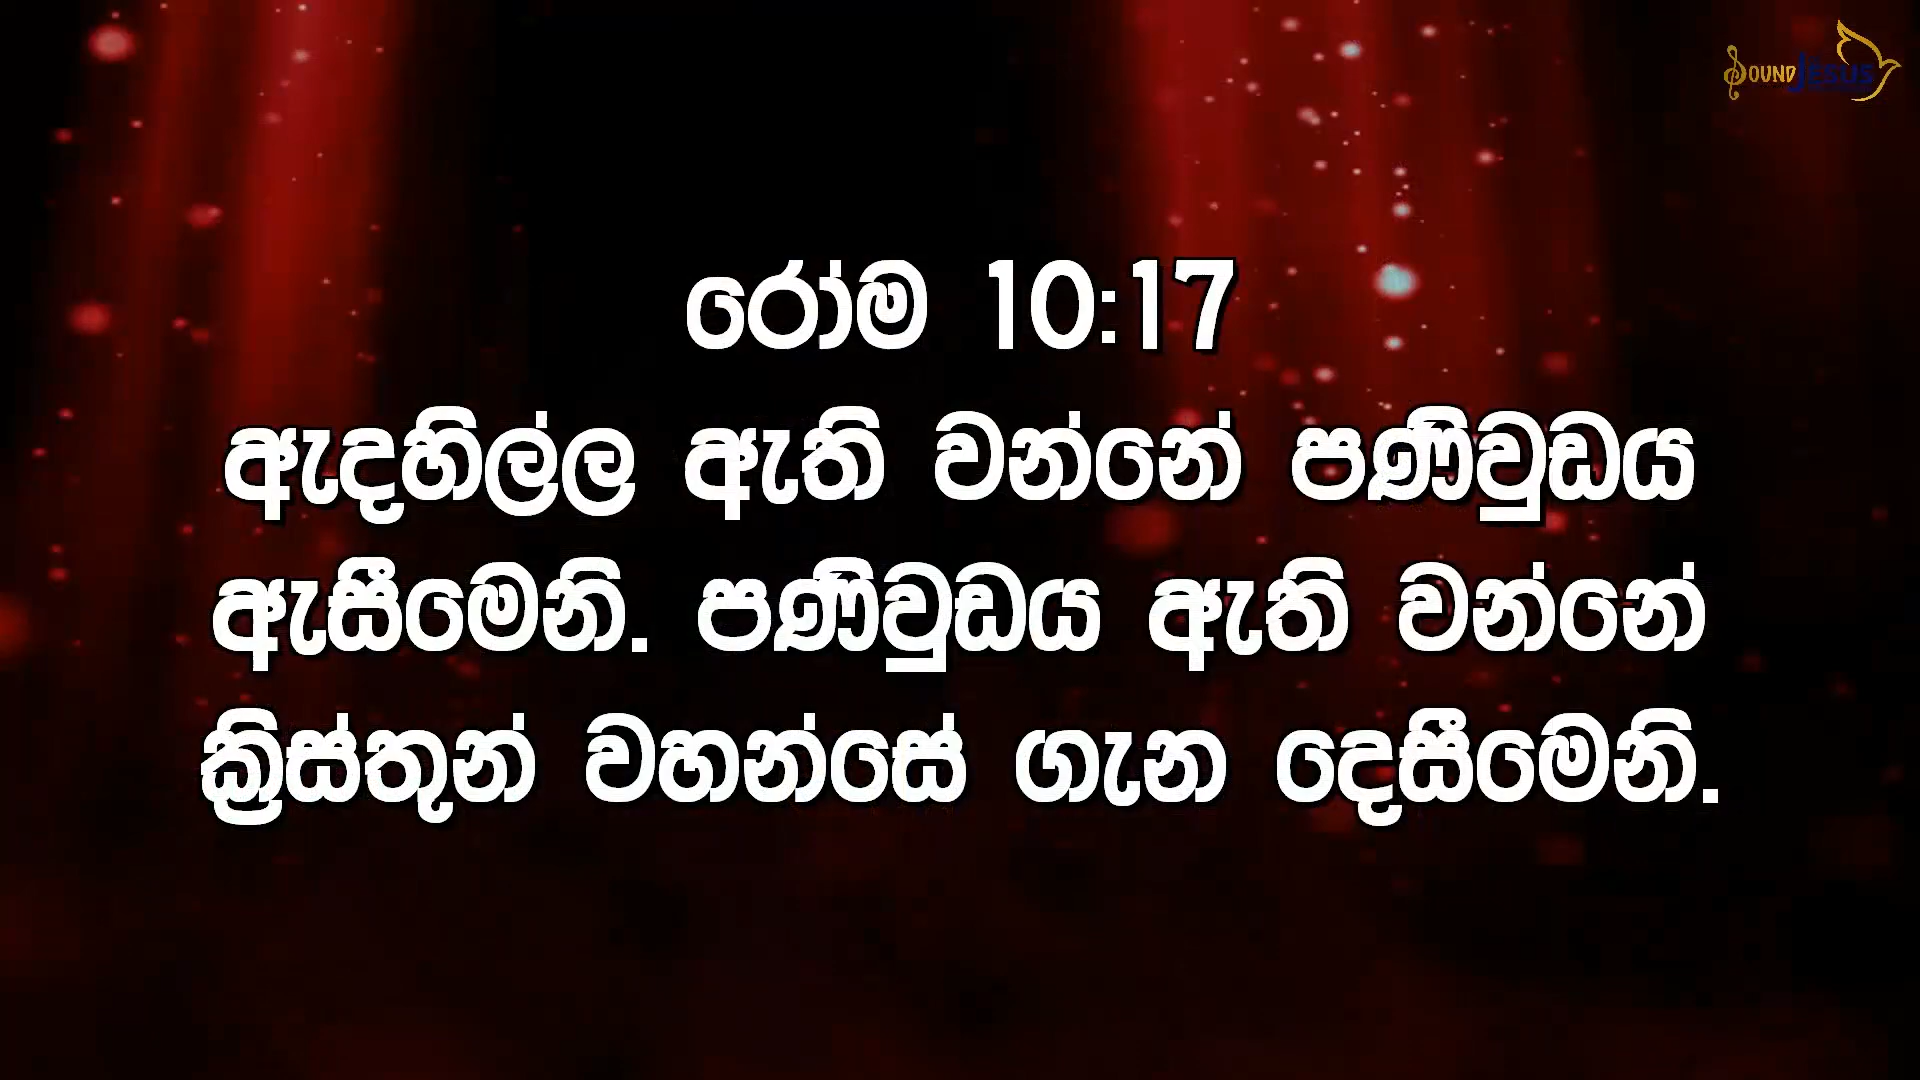 SOUND JESUS
රෝම 10:17
ඇදහිල්ල ඇති වන්නේ පණිවුඩය
ඇසීමෙනි. පණිවුඩය ඇති වන්නේ
ක්‍රිස්තුන් වහන්සේ ගැන දෙසීමෙනි.